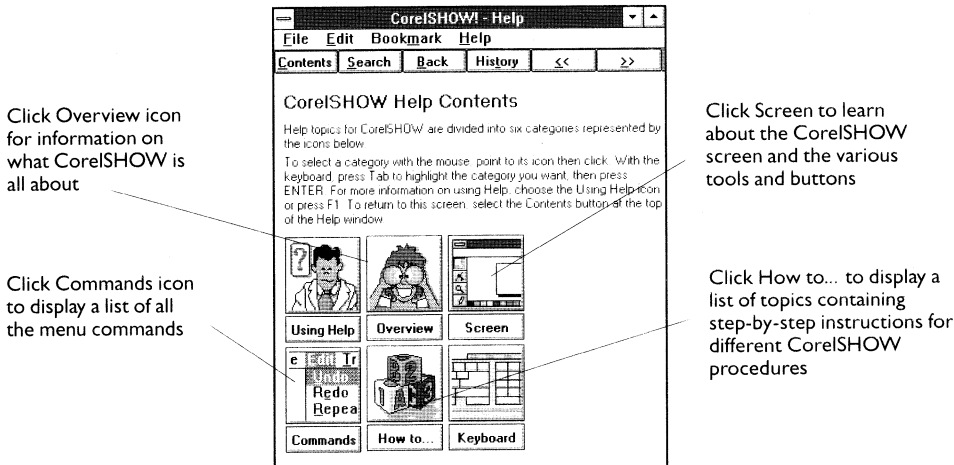 CorelSHOW! - Help
File Edit Bookmark Help
Contents Search Back History << >>
CorelSHOW Help Contents
Help topics for CorelSHOW are divided into six categories represented by
the icons below
To select a category with the mouse, point to its icon then click. With the
keyboard, press Tab to highlight the category you want, then press
ENTER. For more information on using Help, choose the Using Help icon
or press F1. To return to this screen, select the Contents button at the top
of the Help window
?
Using Help Overview Screen
e Edit Tr
Undo
Redo
Repea
Commands How to... Keyboard
Click Overview icon
for information on
what CorelSHOW is
all about
Click Commands icon
to display a list of all
the menu commands
Click Screen to learn
about the CorelSHOW
screen and the various
tools and buttons
Click How to... to display a
list of topics containing
step-by-step instructions for
different CorelSHOW
procedures